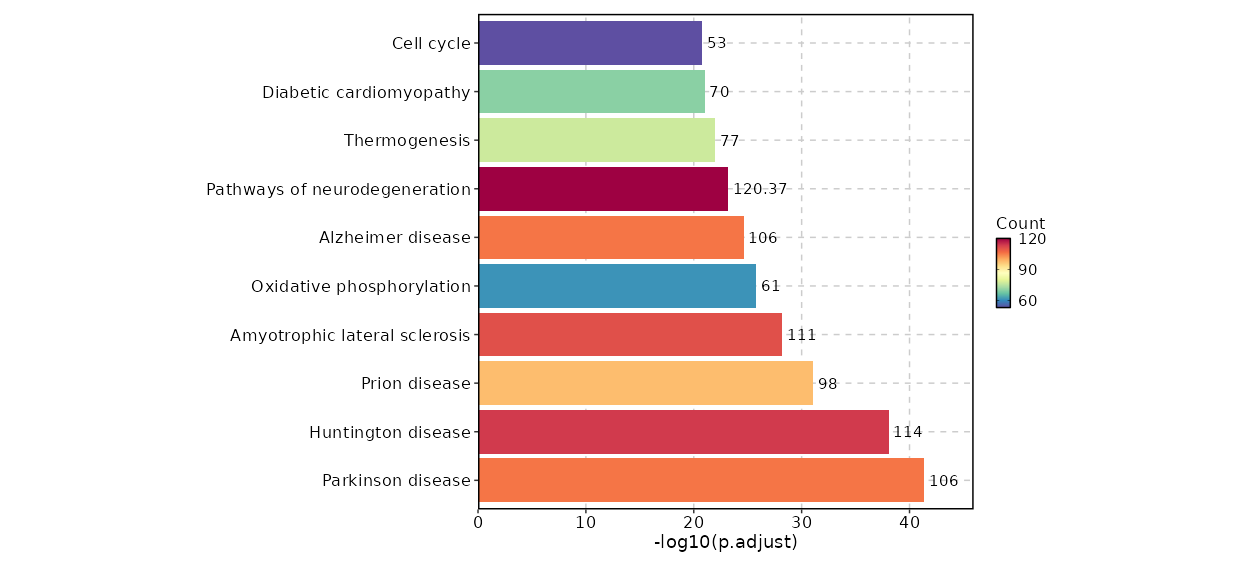 Cell cycle 53
Diabetic cardiomyopathy 70
Thermogenesis 77
Pathways of neurodegeneration 120.37
Alzheimer disease 106
Oxidative phosphorylation 61
Amyotrophic lateral sclerosis 111
Prion disease 98
Huntington disease 114
Parkinson disease 106
0 10 20 30 40
-log10(p.adjust)
Count
120
90
60